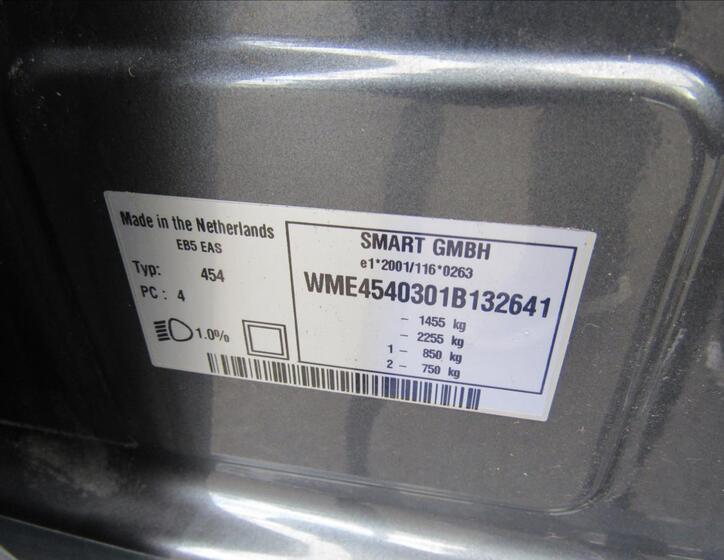 Made in the Netherlands
EB5 EAS
Typ: 454
PC : 4
1.0%
SMART GMBH
e1*2001/116*0263
WME4540301B132641
- 1455 kg
- 2255 kg
1 - 850 kg
2 - 750 kg